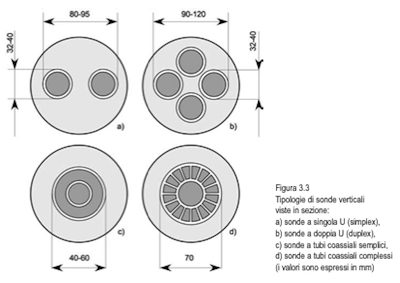 80-95
90-120
32-40
32-40
a)
b)
c)
d)
40-60
70
Figura 3.3
Tipologie di sonde verticali
viste in sezione:
a) sonde a singola U (simplex),
b) sonde a doppia U (duplex),
c) sonde a tubi coassiali semplici,
d) sonde a tubi coassiali complessi
(i valori sono espressi in mm)